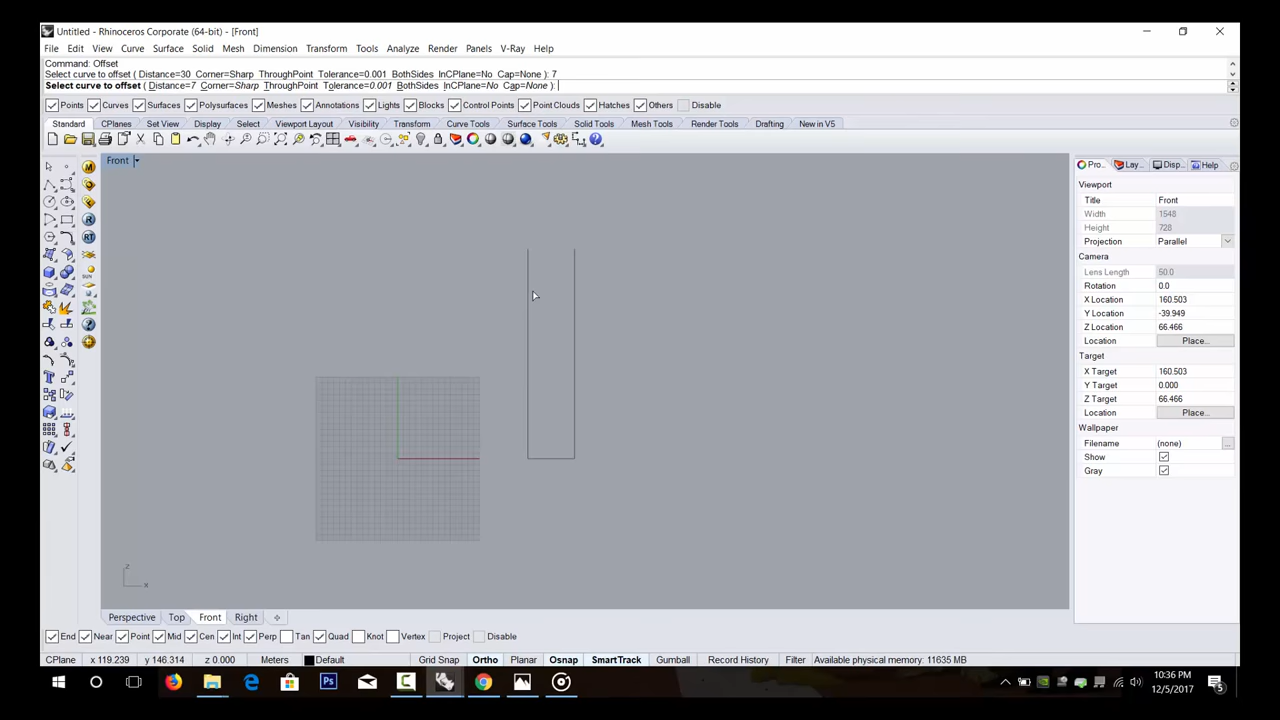 Untitled - Rhinoceros Corporate (64-bit) - [Front]
File Edit View Curve Surface Solid Mesh Dimension Transform Tools Analyze Render Panels V-Ray Help
Command: Offset
Select curve to offset ( Distance=30 Corner=Sharp ThroughPoint Tolerance=0.001 BothSides InCPlane=No Cap=None ): 7
Select curve to offset ( Distance=7 Corner=Sharp ThroughPoint Tolerance=0.001 BothSides InCPlane=No Cap=None ):
Points Curves Surfaces Polysurfaces Meshes Annotations Lights Blocks Control Points Point Clouds Hatches Others Disable
Standard CPlanes Set View Display Select Viewport Layout Visibility Transform Curve Tools Surface Tools Solid Tools Mesh Tools Render Tools Drafting New in V5
Front
Pro... Lay... Disp... Help
Viewport
Title Front
Width 1548
Height 728
Projection Parallel
Camera
Lens Length 50.0
Rotation 0.0
X Location 160.503
Y Location -39.949
Z Location 66.466
Location Place...
Target
X Target 160.503
Y Target 0.000
Z Target 66.466
Location Place...
Wallpaper
Filename (none) ...
Show
Gray
z
x
Perspective Top Front Right
End Near Point Mid Cen Int Perp Tan Quad Knot Vertex Project Disable
CPlane x 119.239 y 146.314 z 0.000 Meters Default Grid Snap Ortho Planar Osnap SmartTrack Gumball Record History Filter Available physical memory: 11635 MB
10:36 PM
12/5/2017
5